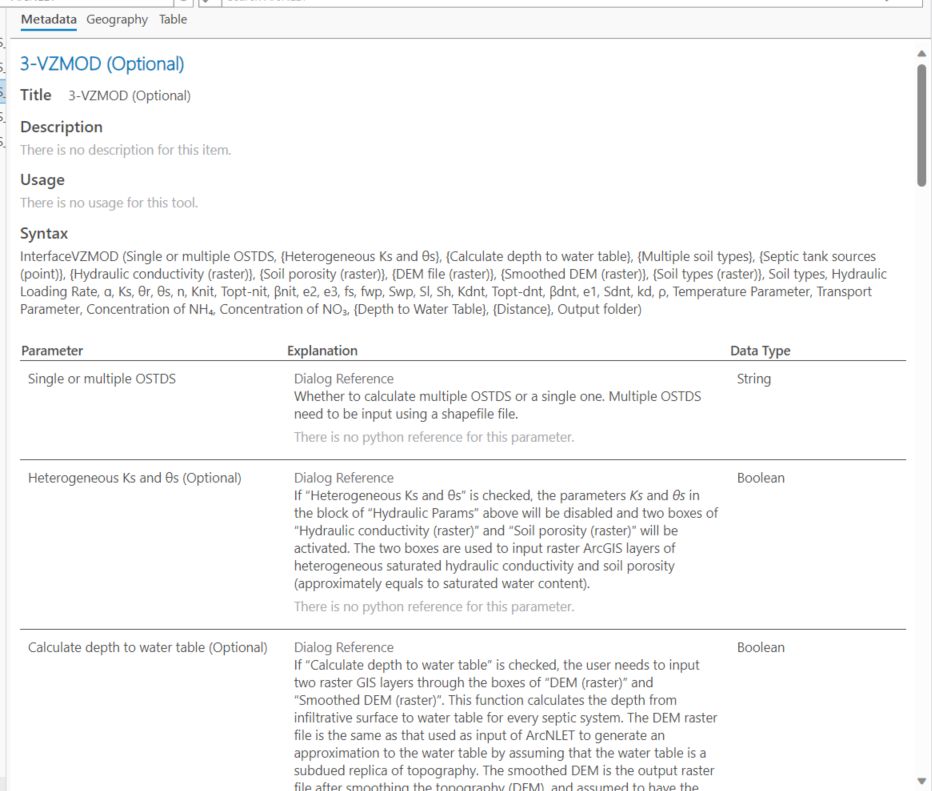 Metadata Geography Table
3-VZMOD (Optional)
Title 3-VZMOD (Optional)
Description
There is no description for this item.
Usage
There is no usage for this tool.
Syntax
InterfaceVZMOD (Single or multiple OSTDS, {Heterogeneous Ks and θs}, {Calculate depth to water table}, {Multiple soil types}, {Septic tank sources
(point)}, {Hydraulic conductivity (raster)}, {Soil porosity (raster)}, {DEM file (raster)}, {Smoothed DEM (raster)}, {Soil types (raster)}, Soil types, Hydraulic
Loading Rate, α, Ks, θr, θs, n, Knit, Topt-nit, βnit, e2, e3, fs, fwp, Swp, Sl, Sh, Kdnt, Topt-dnt, βdnt, e1, Sdnt, kd, ρ, Temperature Parameter, Transport
Parameter, Concentration of NH₄, Concentration of NO₃, {Depth to Water Table}, {Distance}, Output folder)
Parameter Explanation Data Type
Single or multiple OSTDS Dialog Reference String
Whether to calculate multiple OSTDS or a single one. Multiple OSTDS
need to be input using a shapefile file.
There is no python reference for this parameter.
Heterogeneous Ks and θs (Optional) Dialog Reference Boolean
If "Heterogeneous Ks and θs" is checked, the parameters Ks and θs in
the block of "Hydraulic Params" above will be disabled and two boxes of
"Hydraulic conductivity (raster)" and "Soil porosity (raster)" will be
activated. The two boxes are used to input raster ArcGIS layers of
heterogeneous saturated hydraulic conductivity and soil porosity
(approximately equals to saturated water content).
There is no python reference for this parameter.
Calculate depth to water table (Optional) Dialog Reference Boolean
If "Calculate depth to water table" is checked, the user needs to input
two raster GIS layers through the boxes of "DEM (raster)" and
"Smoothed DEM (raster)". This function calculates the depth from
infiltrative surface to water table for every septic system. The DEM raster
file is the same as that used as input of ArcNLET to generate an
approximation to the water table by assuming that the water table is a
subdued replica of topography. The smoothed DEM is the output raster
file after smoothing the topography (DEM), and assumed to have the